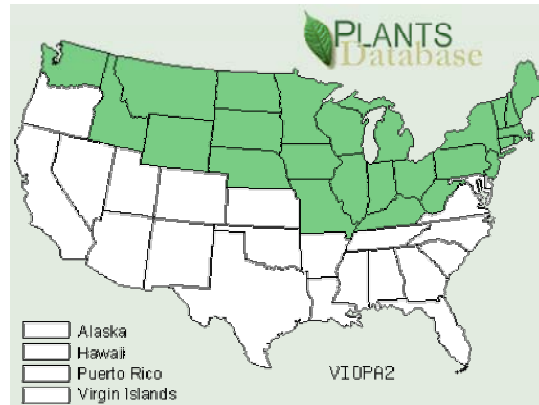 PLANTS
Database
Alaska
Hawaii
Puerto Rico
Virgin Islands
VIOPA2